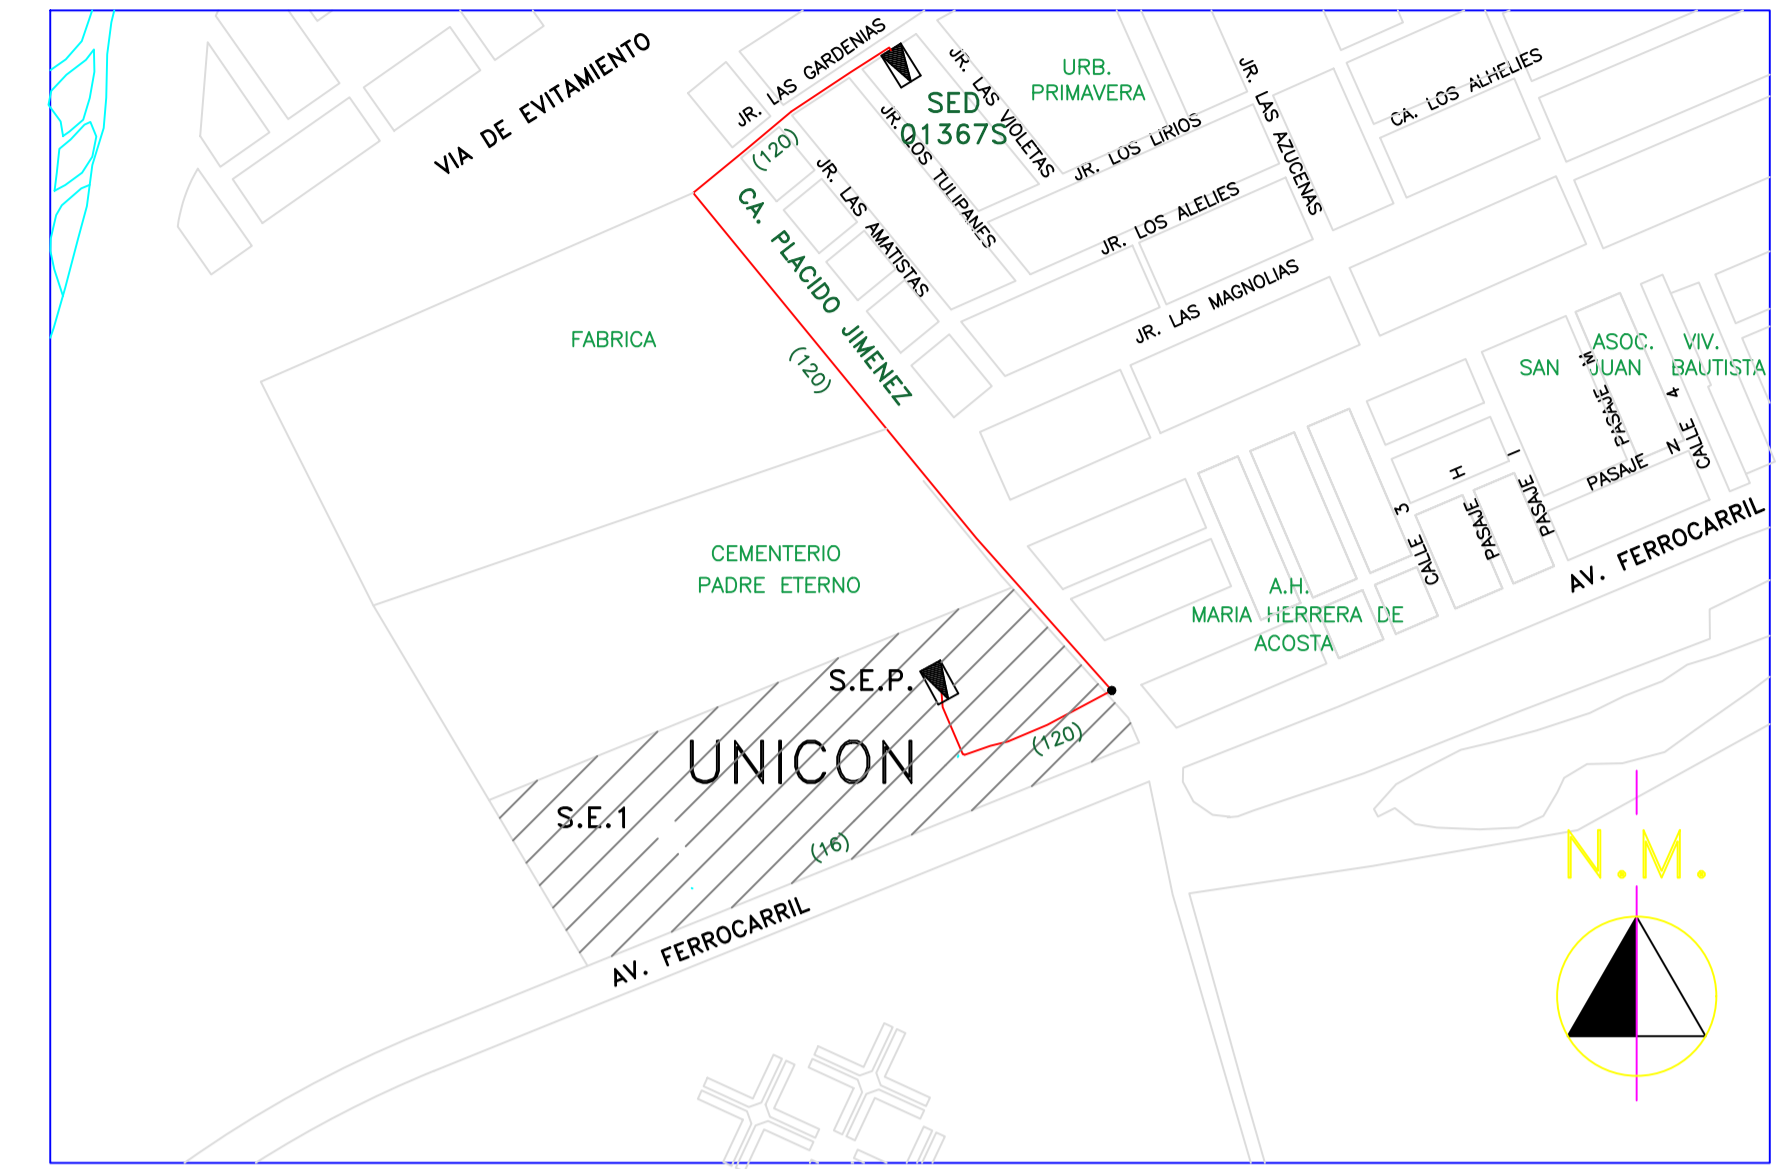 VIA DE EVITAMIENTO
JR. LAS GARDENIAS
SED
01367S
JR. LAS VIOLETAS
URB.
PRIMAVERA
JR. LAS AZUCENAS
CA. LOS ALHELIES
(120)
JR. LOS TULIPANES
JR. LOS LIRIOS
JR. LAS AMATISTAS
JR. LOS ALELIES
CA. PLACIDO JIMENEZ
JR. LAS MAGNOLIAS
FABRICA
(120)
ASOC. VIV.
SAN JUAN BAUTISTA
PASAJE M
CALLE 4
PASAJE N
PASAJE I
PASAJE H
CALLE 3
AV. FERROCARRIL
CEMENTERIO
PADRE ETERNO
A.H.
MARIA HERRERA DE
ACOSTA
S.E.P.
UNICON
(120)
S.E.1
(16)
AV. FERROCARRIL
N.M.